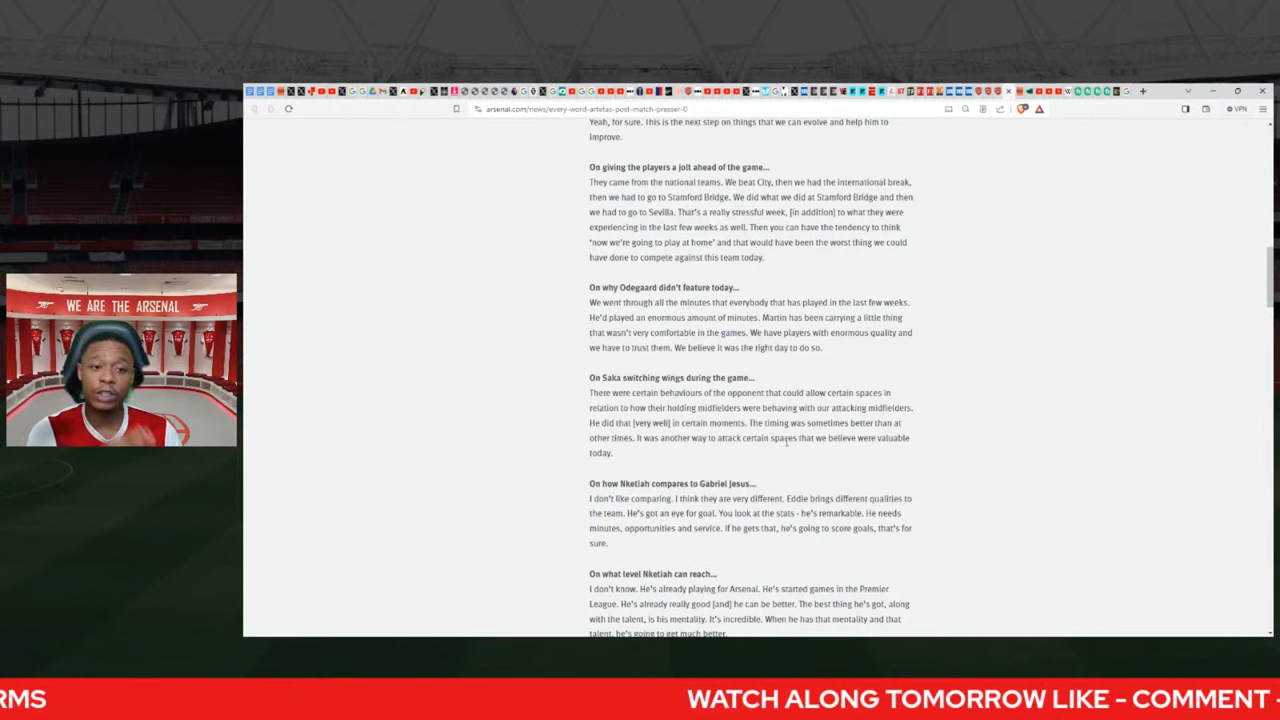 arsenal.com/news/every-word-artetas-post-match-presser-0
VPN
Yeah, for sure. This is the next step on things that we can evolve and help him to
improve.
On giving the players a jolt ahead of the game...
They came from the national teams. We beat City, then we had the international break,
then we had to go to Stamford Bridge. We did what we did at Stamford Bridge and then
we had to go to Sevilla. That's a really stressful week, [in addition] to what they were
experiencing in the last few weeks as well. Then you can have the tendency to think
'now we're going to play at home' and that would have been the worst thing we could
have done to compete against this team today.
On why Odegaard didn't feature today...
We went through all the minutes that everybody that has played in the last few weeks.
He'd played an enormous amount of minutes. Martin has been carrying a little thing
that wasn't very comfortable in the games. We have players with enormous quality and
we have to trust them. We believe it was the right day to do so.
On Saka switching wings during the game...
There were certain behaviours of the opponent that could allow certain spaces in
relation to how their holding midfielders were behaving with our attacking midfielders.
He did that [very well] in certain moments. The timing was sometimes better than at
other times. It was another way to attack certain spaces that we believe were valuable
today.
On how Nketiah compares to Gabriel Jesus...
I don't like comparing. I think they are very different. Eddie brings different qualities to
the team. He's got an eye for goal. You look at the stats - he's remarkable. He needs
minutes, opportunities and service. If he gets that, he's going to score goals, that's for
sure.
On what level Nketiah can reach...
I don't know. He's already playing for Arsenal. He's started games in the Premier
League. He's already really good [and] he can be better. The best thing he's got, along
with the talent, is his mentality. It's incredible. When he has that mentality and that
talent, he's going to get much better.
WE ARE THE ARSENAL
RMS
WATCH ALONG TOMORROW LIKE - COMMENT -